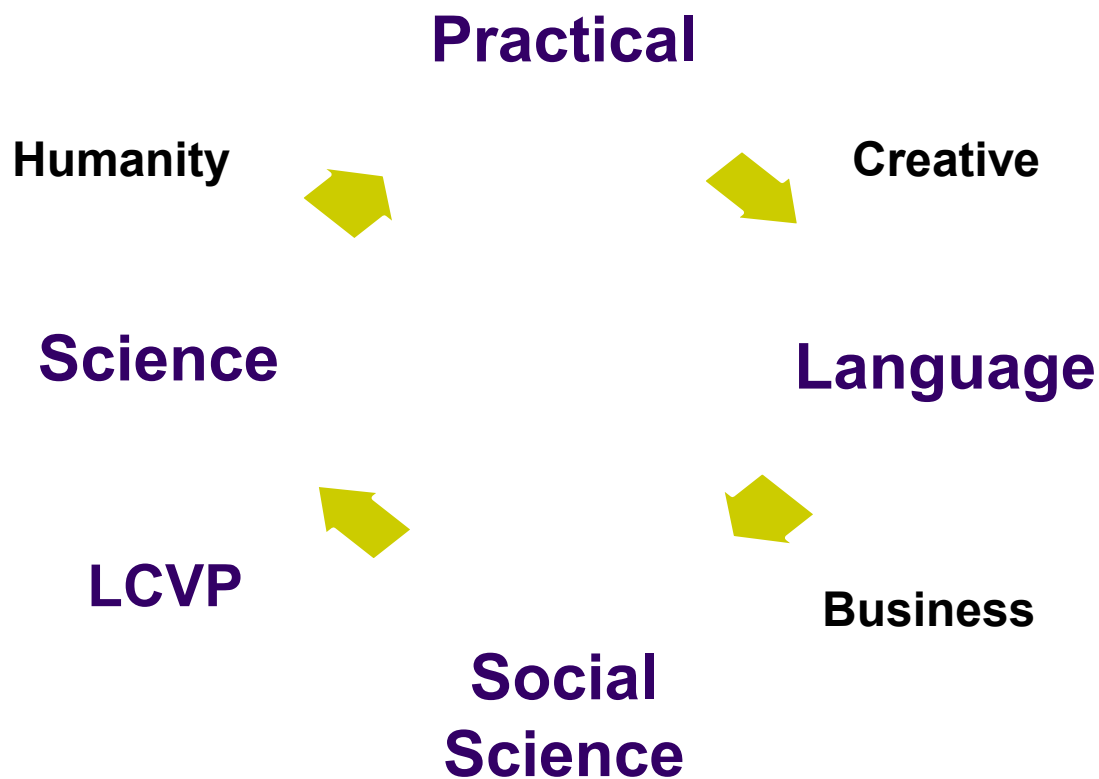 Practical
Humanity
Creative
Science
Language
LCVP
Business
Social
Science